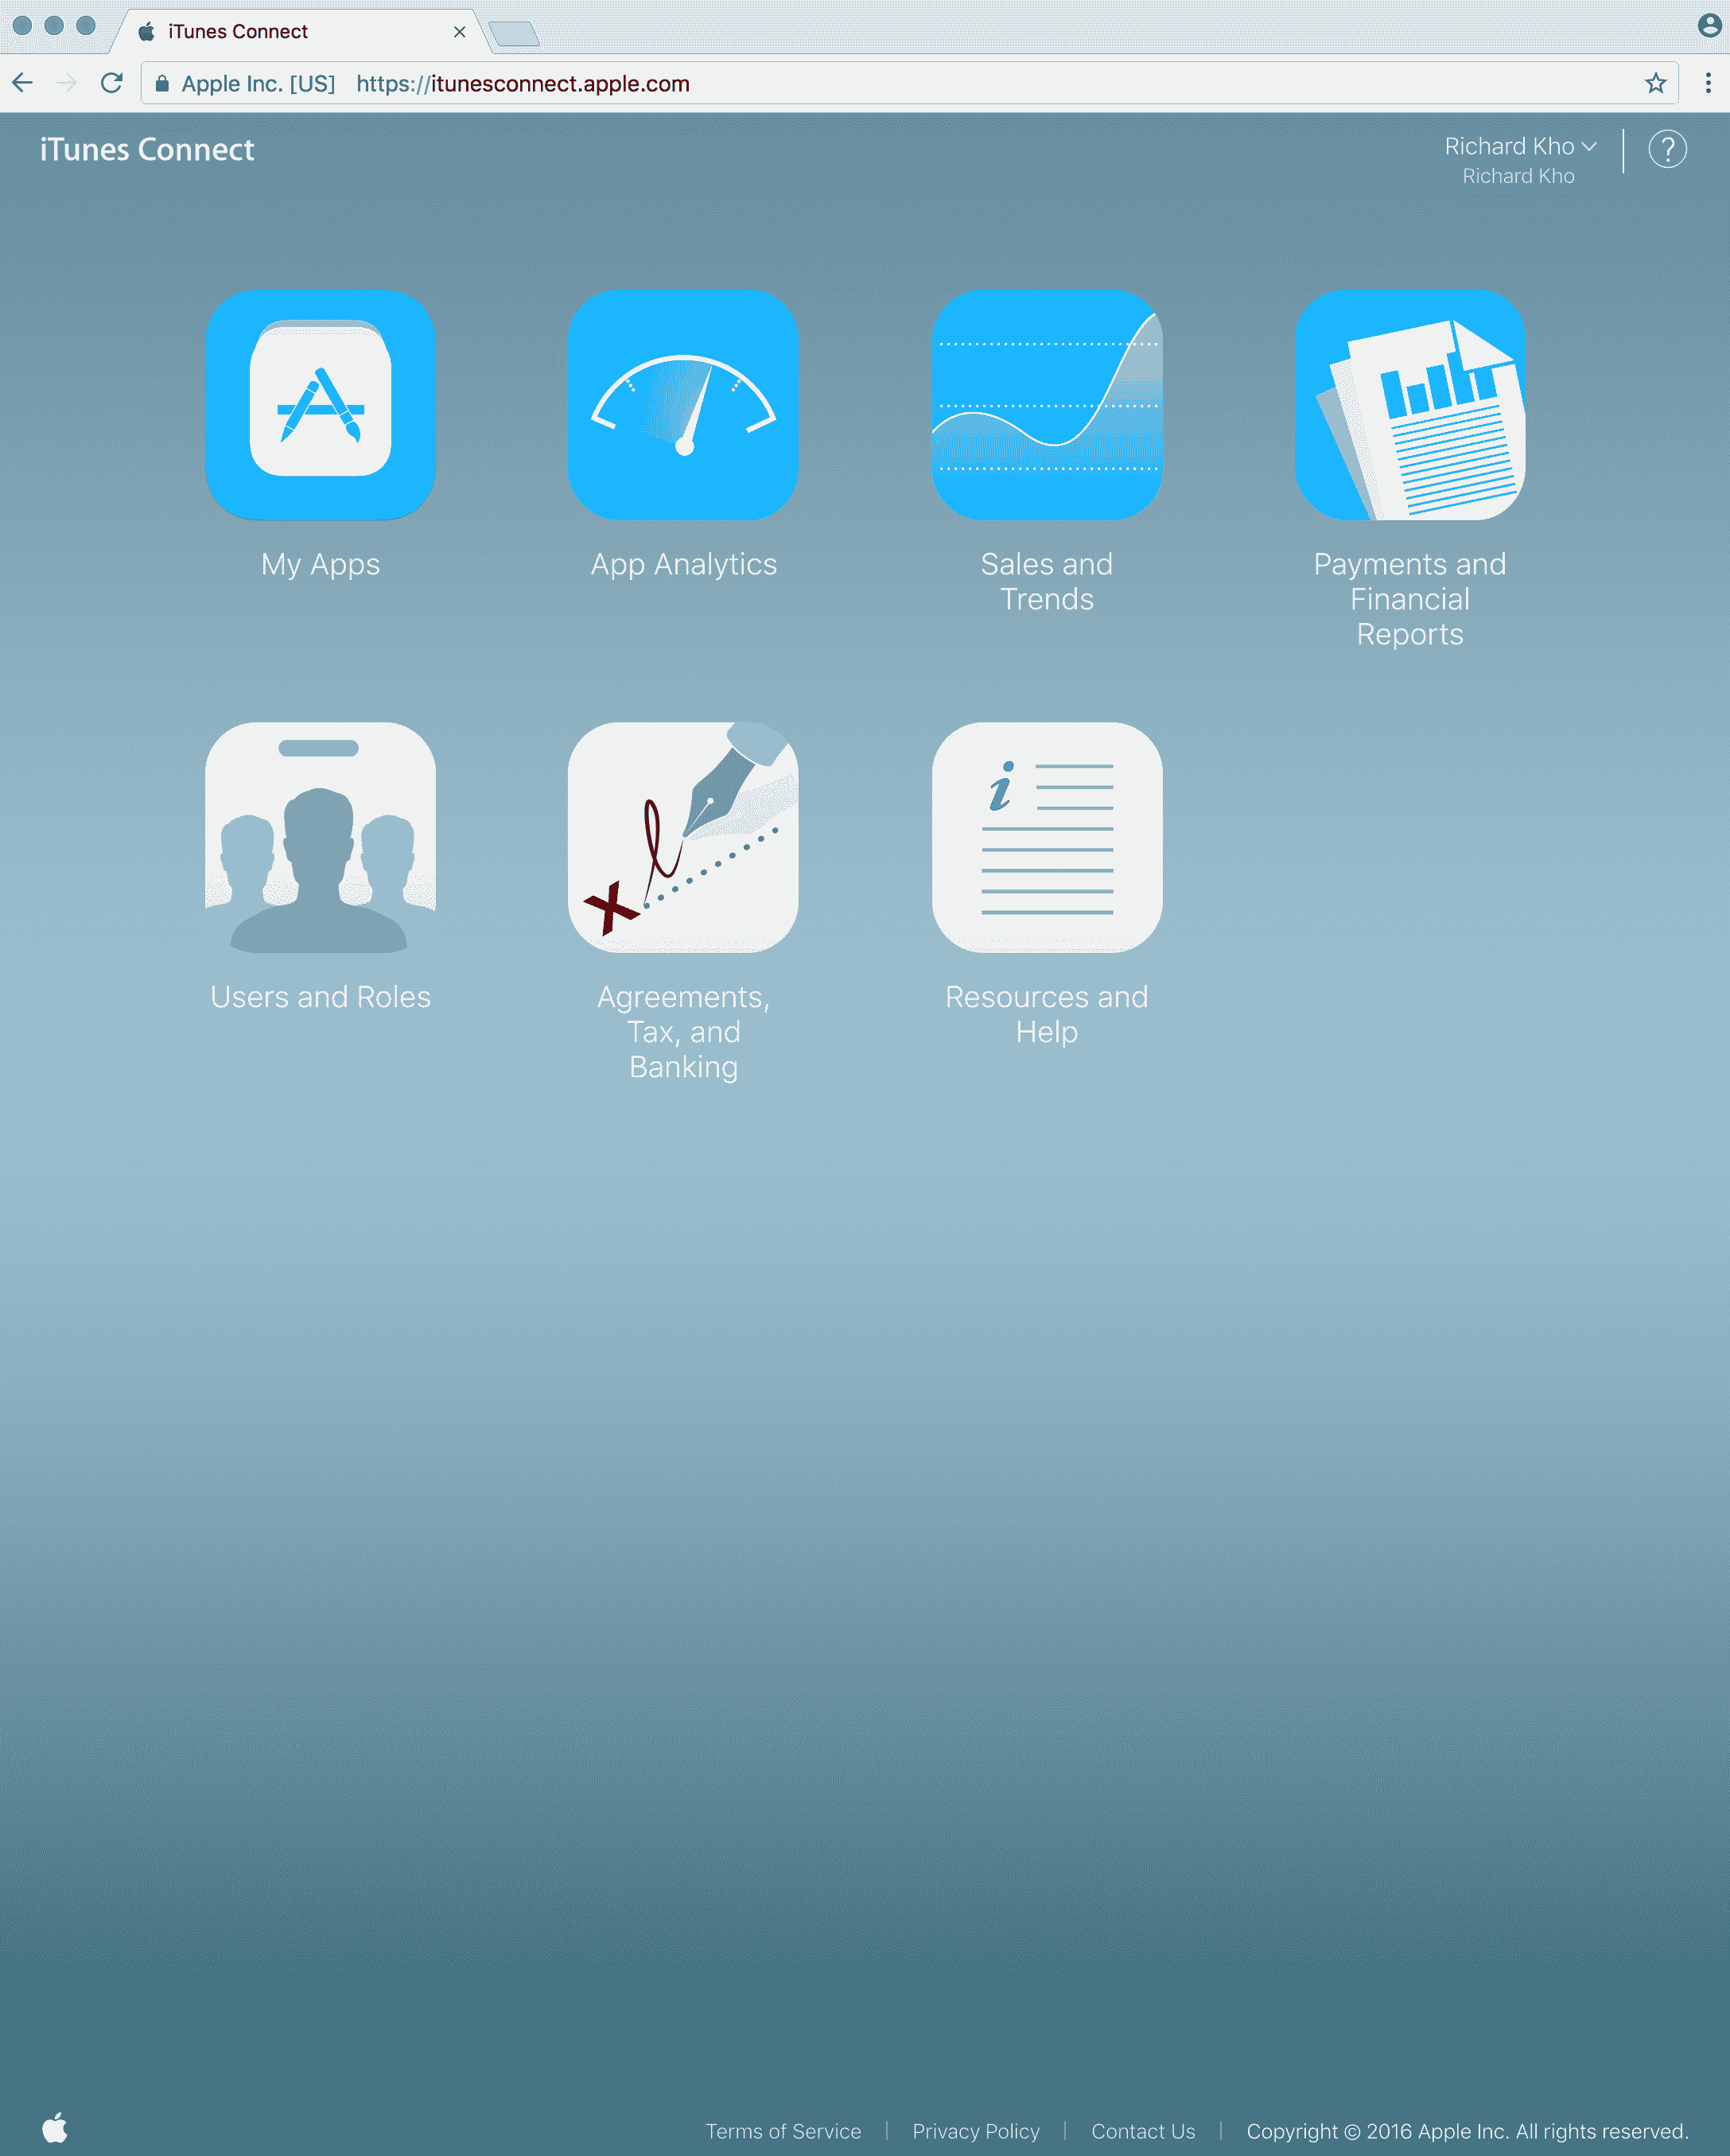 iTunes Connect
Apple Inc. [US] https://itunesconnect.apple.com
iTunes Connect
Richard Kho
Richard Kho
?
My Apps
App Analytics
Sales and
Trends
Payments and
Financial
Reports
Users and Roles
Agreements,
Tax, and
Banking
Resources and
Help
Terms of Service | Privacy Policy | Contact Us | Copyright © 2016 Apple Inc. All rights reserved.